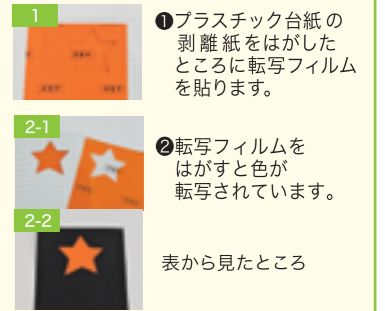 1
❶プラスチック台紙の
剥離紙をはがした
ところに転写フィルム
を貼ります。
2-1
❷転写フィルムを
はがすと色が
転写されています。
2-2
表から見たところ